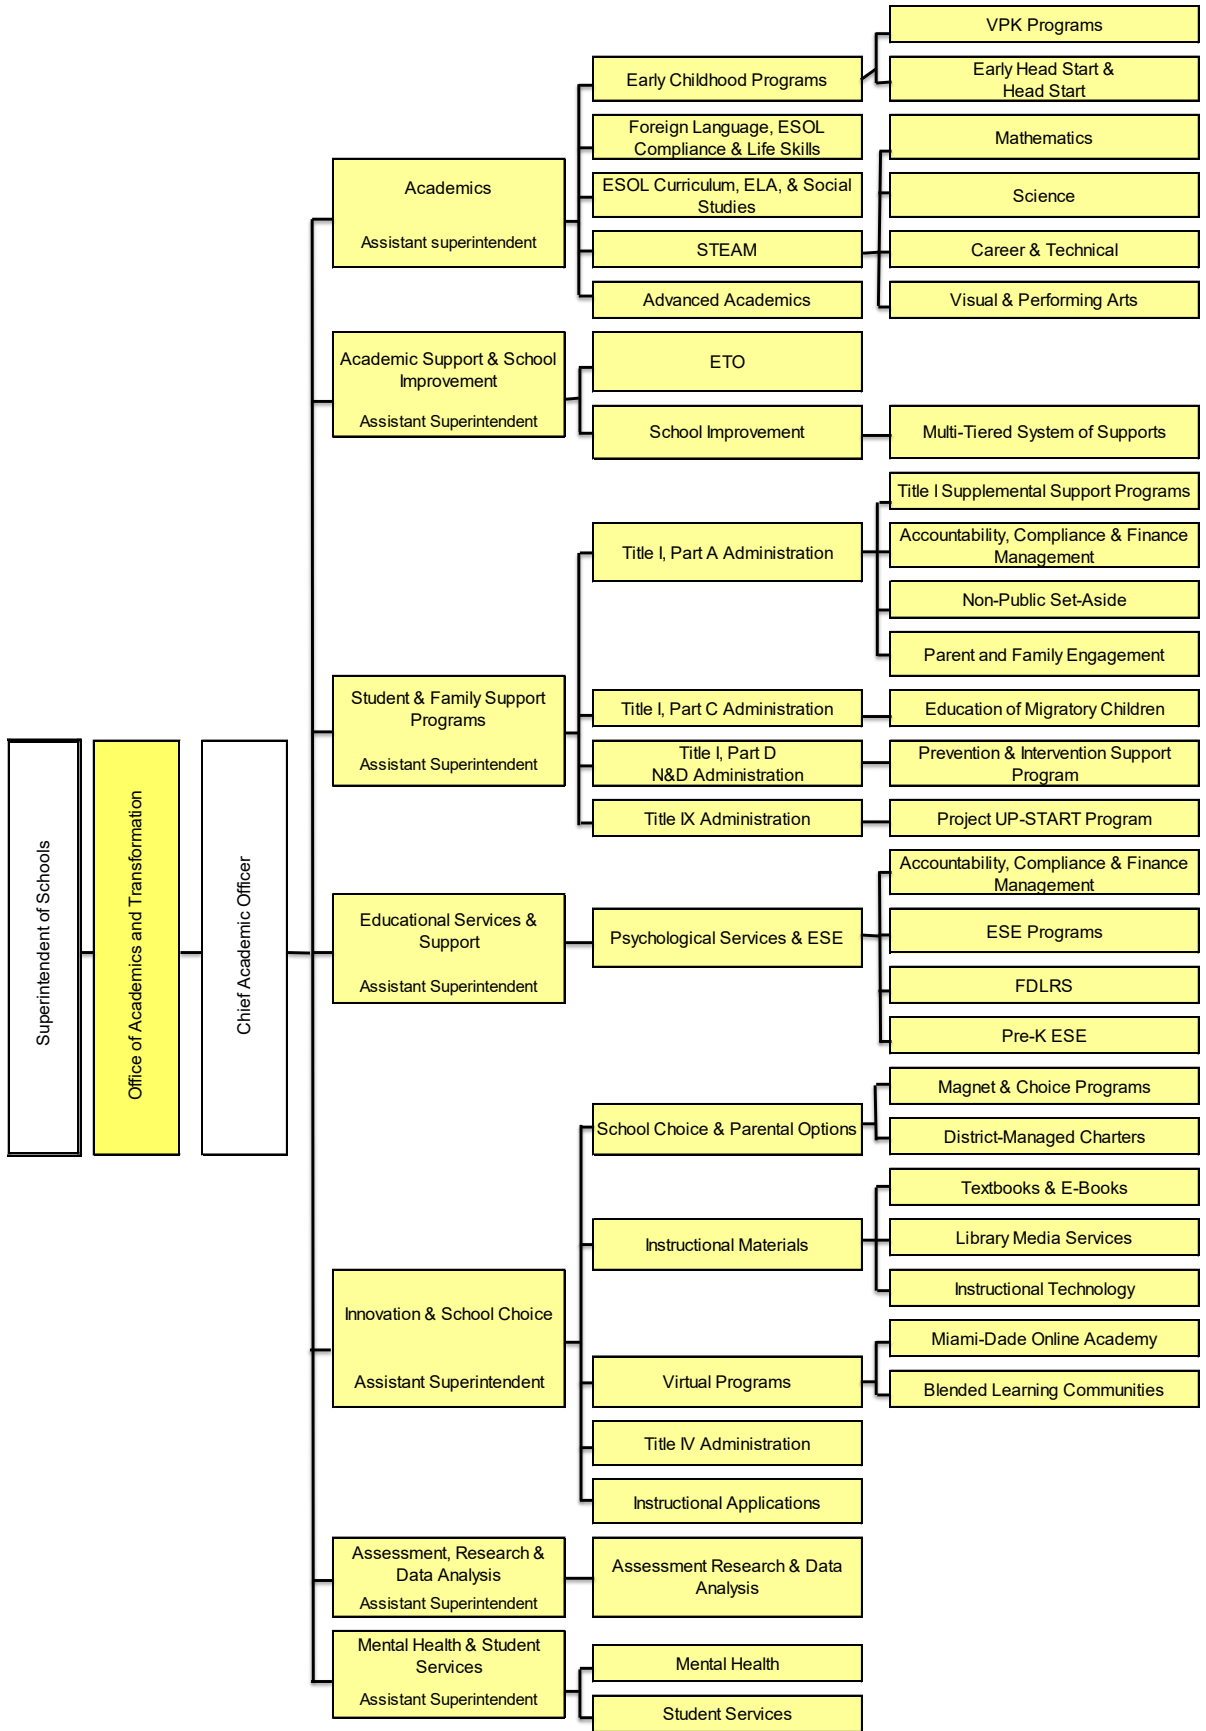 Superintendent of Schools
Office of Academics and Transformation
Chief Academic Officer
Academics
Assistant superintendent
Early Childhood Programs
VPK Programs
Early Head Start &
Head Start
Foreign Language, ESOL
Compliance & Life Skills
ESOL Curriculum, ELA, & Social
Studies
STEAM
Mathematics
Science
Career & Technical
Visual & Performing Arts
Advanced Academics
Academic Support & School
Improvement
Assistant Superintendent
ETO
School Improvement
Multi-Tiered System of Supports
Student & Family Support
Programs
Assistant Superintendent
Title I, Part A Administration
Title I Supplemental Support Programs
Accountability, Compliance & Finance
Management
Non-Public Set-Aside
Parent and Family Engagement
Title I, Part C Administration
Education of Migratory Children
Title I, Part D
N&D Administration
Prevention & Intervention Support
Program
Title IX Administration
Project UP-START Program
Educational Services &
Support
Assistant Superintendent
Psychological Services & ESE
Accountability, Compliance & Finance
Management
ESE Programs
FDLRS
Pre-K ESE
Innovation & School Choice
Assistant Superintendent
School Choice & Parental Options
Magnet & Choice Programs
District-Managed Charters
Instructional Materials
Textbooks & E-Books
Library Media Services
Instructional Technology
Virtual Programs
Miami-Dade Online Academy
Blended Learning Communities
Title IV Administration
Instructional Applications
Assessment, Research &
Data Analysis
Assistant Superintendent
Assessment Research & Data
Analysis
Mental Health & Student
Services
Assistant Superintendent
Mental Health
Student Services